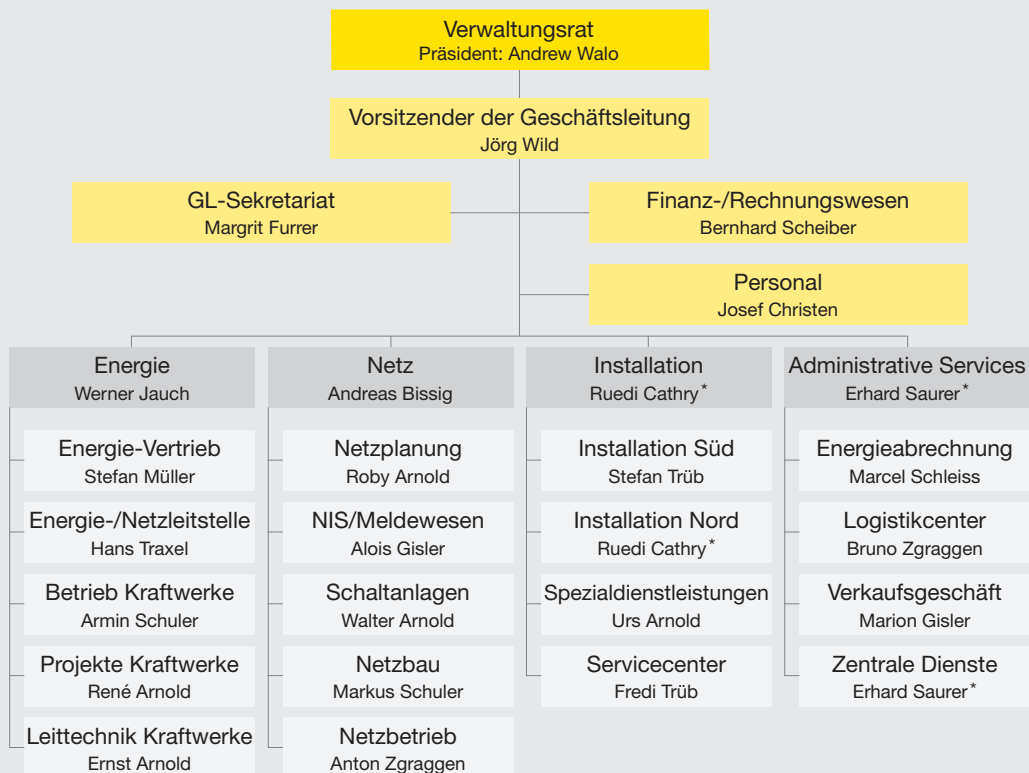 Verwaltungsrat
Präsident: Andrew Walo
Vorsitzender der Geschäftsleitung
Jörg Wild
GL-Sekretariat
Margrit Furrer
Finanz-/Rechnungswesen
Bernhard Scheiber
Personal
Josef Christen
Energie
Werner Jauch
Energie-Vertrieb
Stefan Müller
Energie-/Netzleitstelle
Hans Traxel
Betrieb Kraftwerke
Armin Schuler
Projekte Kraftwerke
René Arnold
Leittechnik Kraftwerke
Ernst Arnold
Netz
Andreas Bissig
Netzplanung
Roby Arnold
NIS/Meldewesen
Alois Gisler
Schaltanlagen
Walter Arnold
Netzbau
Markus Schuler
Netzbetrieb
Anton Zgraggen
Installation
Ruedi Cathry*
Installation Süd
Stefan Trüb
Installation Nord
Ruedi Cathry*
Spezialdienstleistungen
Urs Arnold
Servicecenter
Fredi Trüb
Administrative Services
Erhard Saurer*
Energieabrechnung
Marcel Schleiss
Logistikcenter
Bruno Zgraggen
Verkaufsgeschäft
Marion Gisler
Zentrale Dienste
Erhard Saurer*